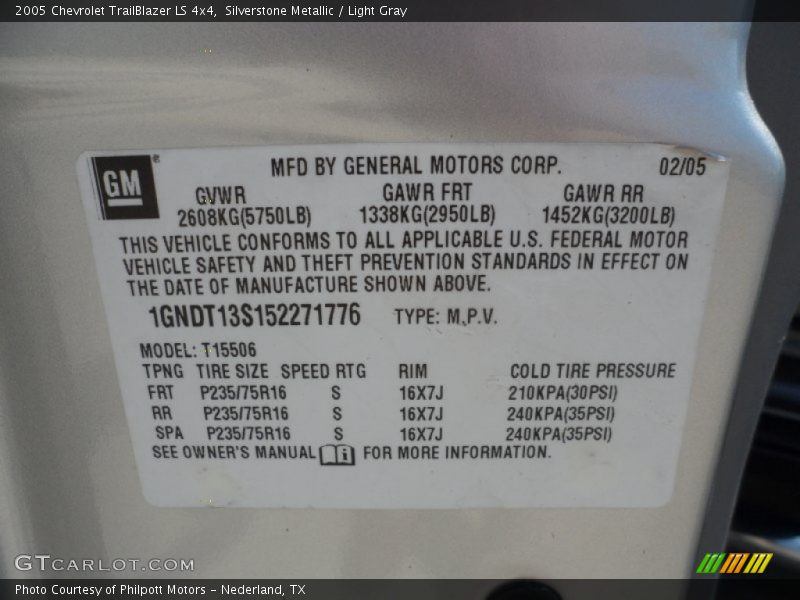 2005 Chevrolet TrailBlazer LS 4x4, Silverstone Metallic / Light Gray
GM® MFD BY GENERAL MOTORS CORP. 02/05
GVWR GAWR FRT GAWR RR
2608KG(5750LB) 1338KG(2950LB) 1452KG(3200LB)
THIS VEHICLE CONFORMS TO ALL APPLICABLE U.S. FEDERAL MOTOR
VEHICLE SAFETY AND THEFT PREVENTION STANDARDS IN EFFECT ON
THE DATE OF MANUFACTURE SHOWN ABOVE.
1GNDT13S152271776 TYPE: M.P.V.
MODEL: T15506
TPNG TIRE SIZE SPEED RTG RIM COLD TIRE PRESSURE
FRT P235/75R16 S 16X7J 210KPA(30PSI)
RR P235/75R16 S 16X7J 240KPA(35PSI)
SPA P235/75R16 S 16X7J 240KPA(35PSI)
SEE OWNER'S MANUAL i FOR MORE INFORMATION.
GTCARLOT.COM
Photo Courtesy of Philpott Motors - Nederland, TX